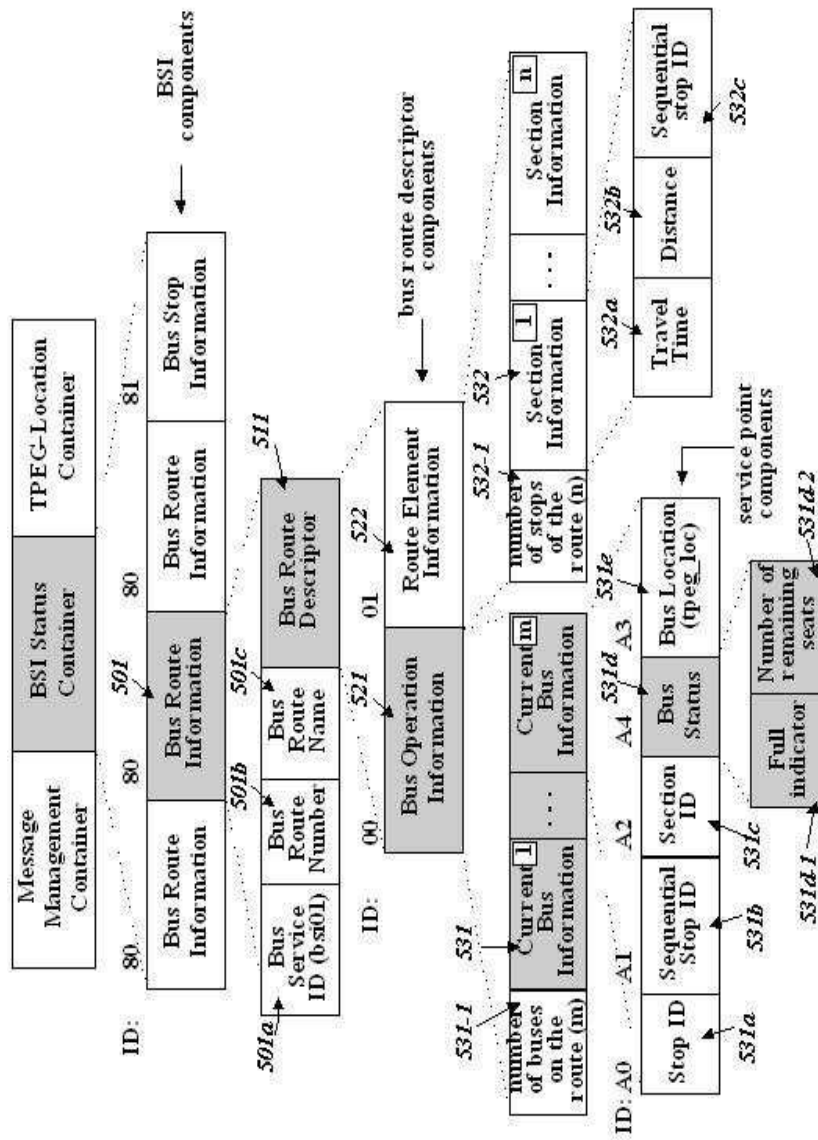 Message
Management
Container
BSI Status
Container
TPEG-Location
Container
BSI
components
ID:
80
80
80
81
501
Bus Route
Information
Bus Route
Information
Bus Route
Information
Bus Stop
Information
501a
501b
501c
511
Bus
Service
ID (bsi01)
Bus
Route
Number
Bus
Route
Name
Bus Route
Descriptor
bus route descriptor
components
ID:
00
521
01
522
Bus Operation
Information
Route Element
Information
531-1
531
532-1
532
number
of buses
on the
route (m)
Current
Bus
Information
1
. . .
Current
Bus
Information
m
number
of stops
of the
route (n)
Section
Information
1
. . .
Section
Information
n
ID: A0
A1
A2
A4
531d
A3
531e
service point
components
Stop ID
Sequential
Stop ID
Section
ID
Bus
Status
Bus Location
(tpeg_loc)
531a
531b
531c
532a
532b
Travel
Time
Distance
Sequential
stop ID
532c
Full
indicator
Number of
remaining
seats
531d-1
531d-2